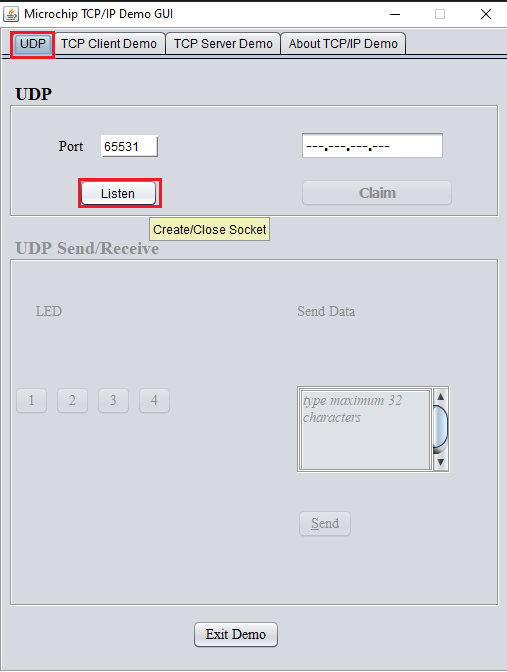 Microchip TCP/IP Demo GUI
UDP TCP Client Demo TCP Server Demo About TCP/IP Demo
UDP
Port 65531 ---.---.---.---
Listen Claim
Create/Close Socket
UDP Send/Receive
LED Send Data
1 2 3 4
type maximum 32
characters
Send
Exit Demo